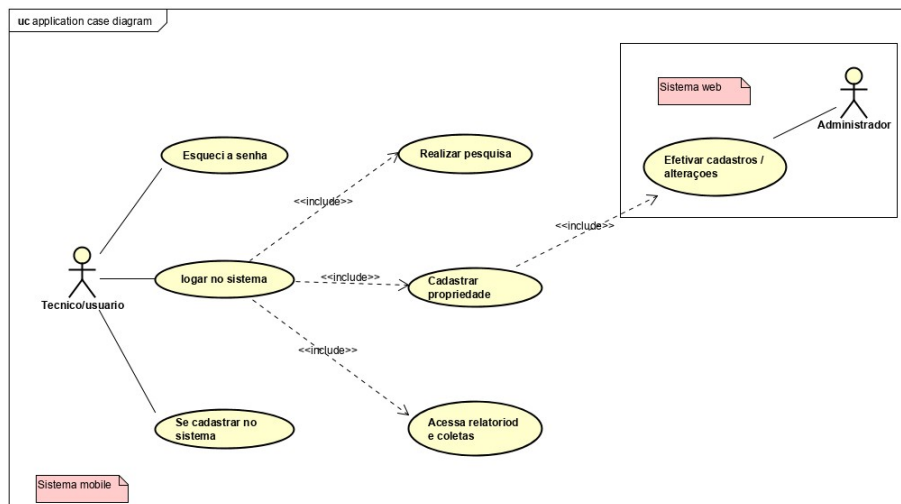 uc application case diagram
Sistema web
Administrador
Esqueci a senha
Realizar pesquisa
Efetivar cadastros /
alteraçoes
<<include>>
<<include>>
logar no sistema
<<include>>
Cadastrar
propriedade
Tecnico/usuario
<<include>>
Se cadastrar no
sistema
Acessa relatoriod
e coletas
Sistema mobile